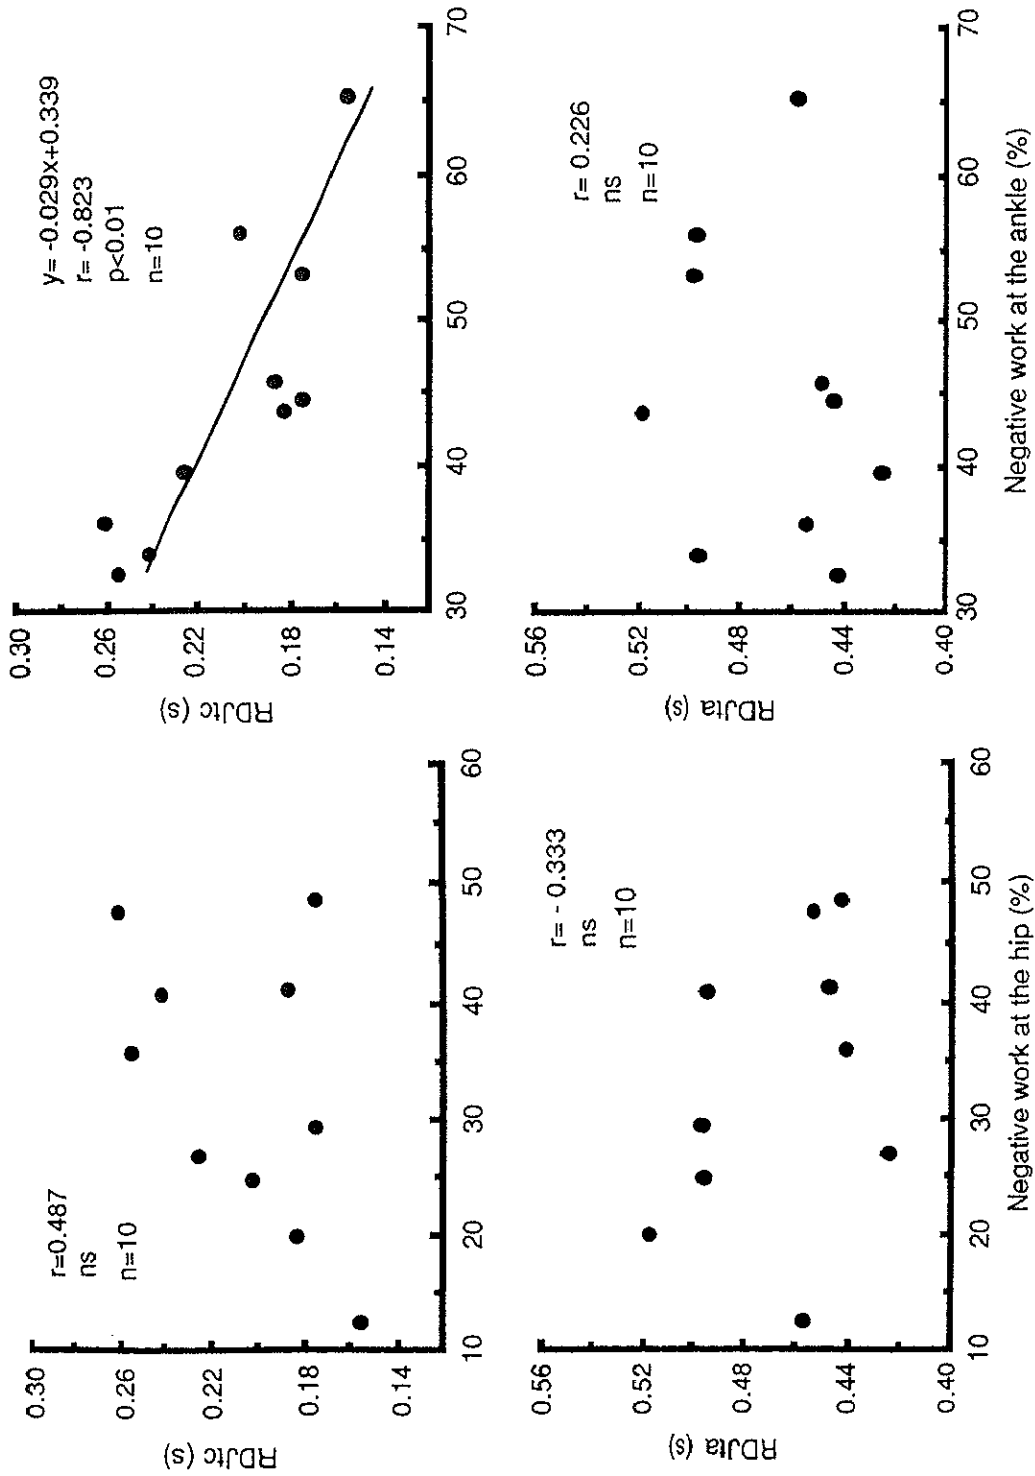 RDJtc (s)
0.30
0.26
0.22
0.18
0.14
r=0.487
ns
n=10
10 20 30 40 50 60
RDJtc (s)
0.30
0.26
0.22
0.18
0.14
y= -0.029x+0.339
r= -0.823
p<0.01
n=10
30 40 50 60 70
RDJta (s)
0.56
0.52
0.48
0.44
0.40
r= - 0.333
ns
n=10
10 20 30 40 50 60
Negative work at the hip (%)
RDJta (s)
0.56
0.52
0.48
0.44
0.40
r= 0.226
ns
n=10
30 40 50 60 70
Negative work at the ankle (%)